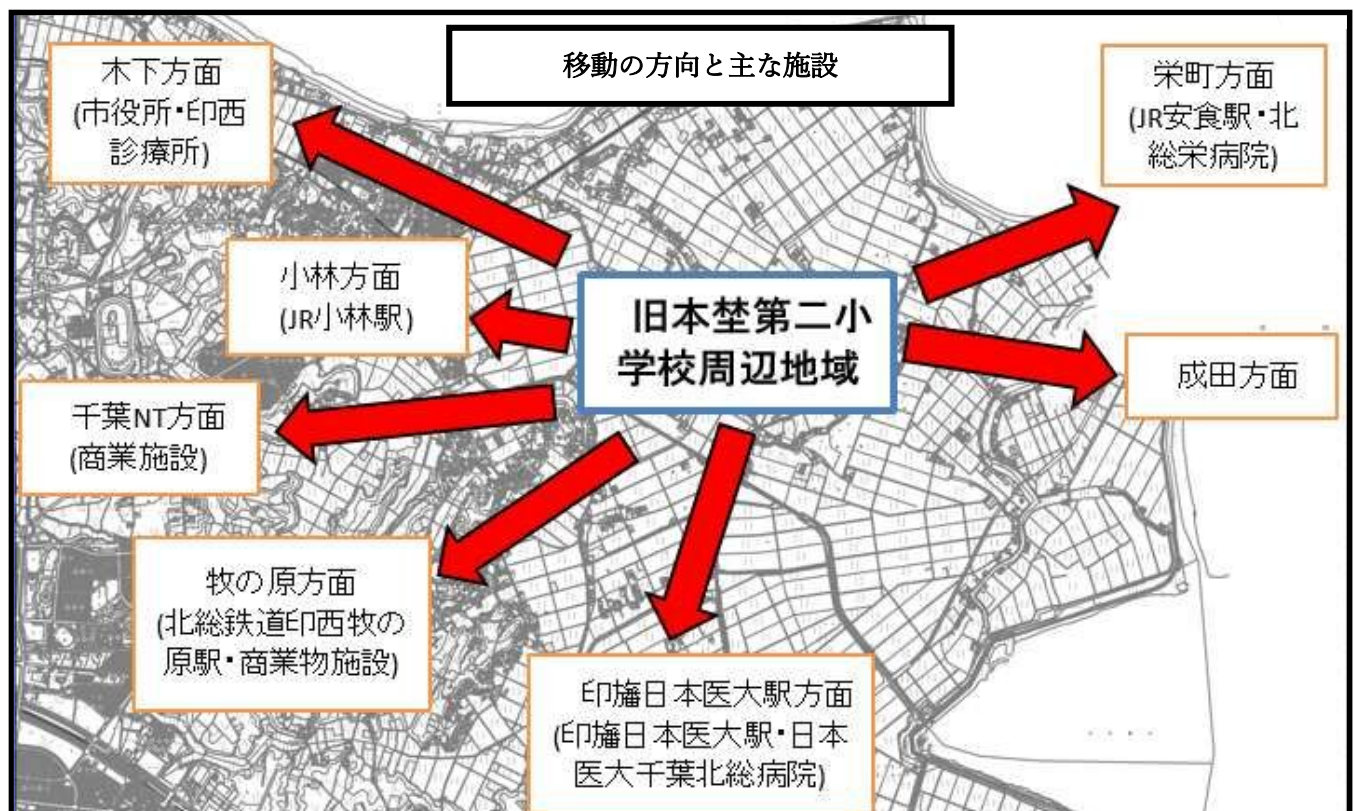 移動の方向と主な施設
木下方面
(市役所・印西
診療所)
栄町方面
(JR安食駅・北
総栄病院)
小林方面
(JR小林駅)
旧本埜第二小
学校周辺地域
成田方面
千葉NT方面
(商業施設)
牧の原方面
(北総鉄道印西牧の
原駅・商業物施設)
印旛日本医大駅方面
(印旛日本医大駅・日本
医大千葉北総病院)